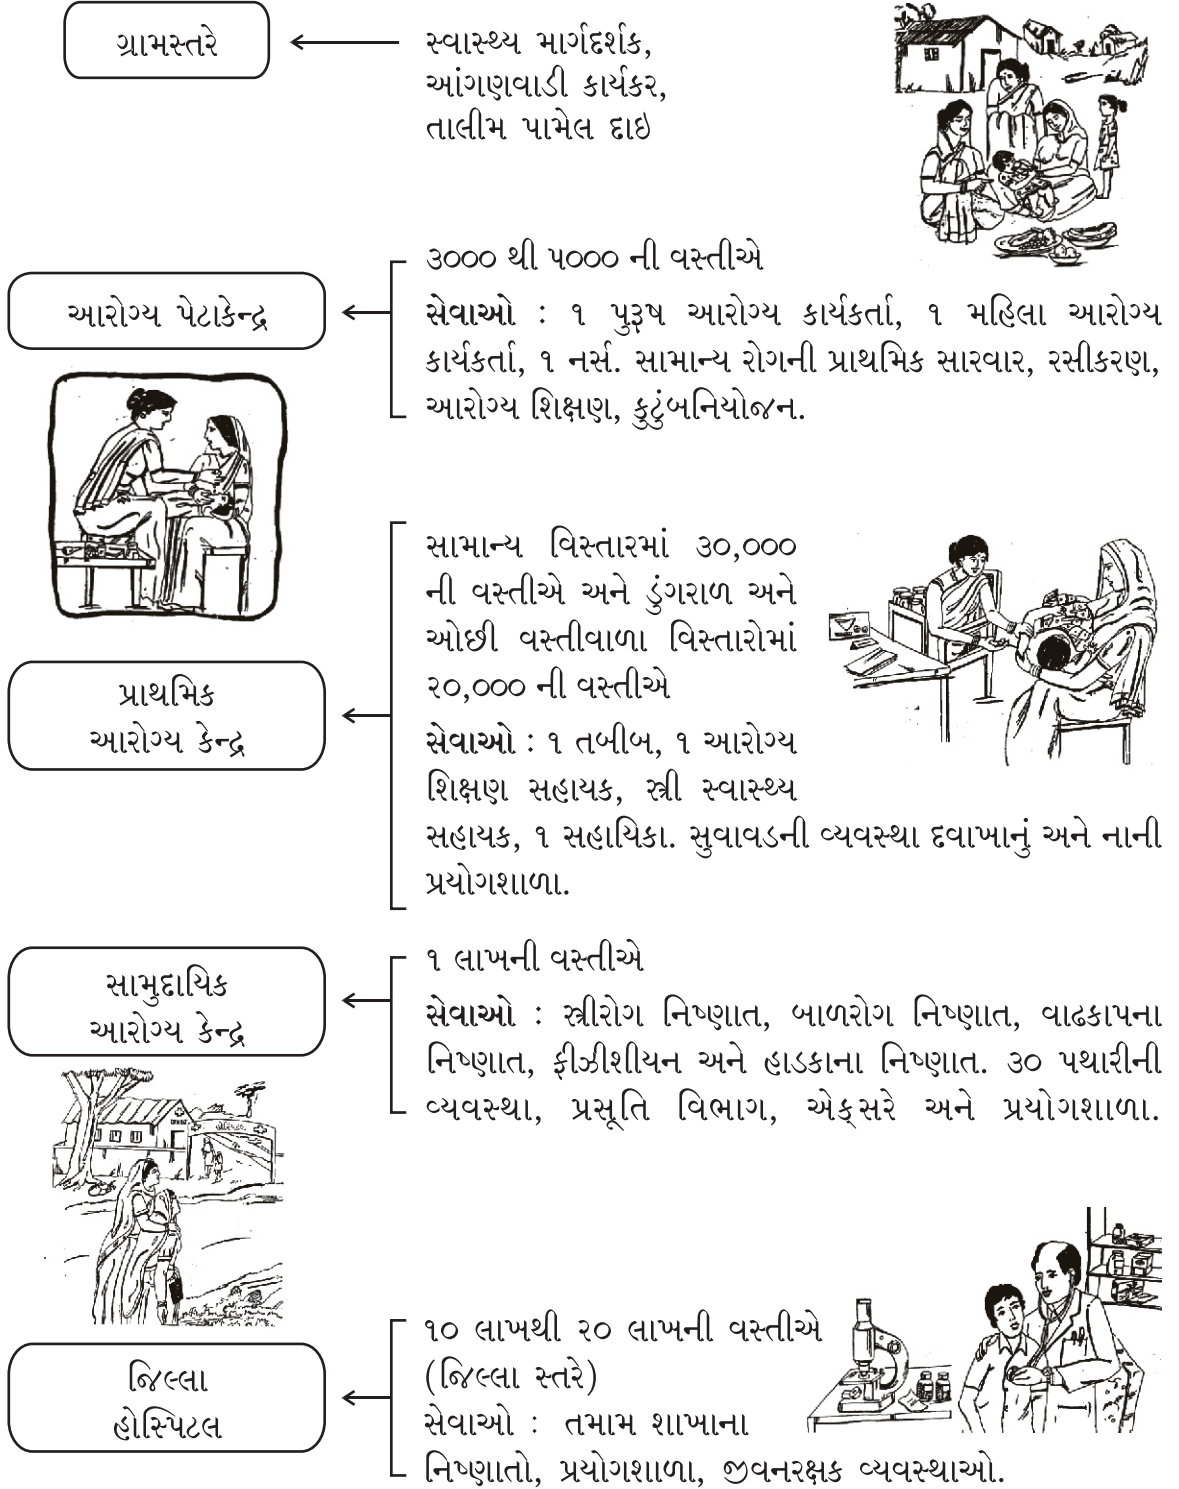 ગ્રામસ્તરે
સ્વાસ્થ્ય માર્ગદર્શક,
આંગણવાડી કાર્યકર,
તાલીમ પામેલ દાઇ
આરોગ્ય પેટાકેન્દ્ર
૩૦૦૦ થી ૫૦૦૦ ની વસ્તીએ
સેવાઓ : ૧ પુરૂષ આરોગ્ય કાર્યકર્તા, ૧ મહિલા આરોગ્ય
કાર્યકર્તા, ૧ નર્સ. સામાન્ય રોગની પ્રાથમિક સારવાર, રસીકરણ,
આરોગ્ય શિક્ષણ, કુટુંબનિયોજન.
પ્રાથમિક
આરોગ્ય કેન્દ્ર
સામાન્ય વિસ્તારમાં ૩૦,૦૦૦
ની વસ્તીએ અને ડુંગરાળ અને
ઓછી વસ્તીવાળા વિસ્તારોમાં
૨૦,૦૦૦ ની વસ્તીએ
સેવાઓ : ૧ તબીબ, ૧ આરોગ્ય
શિક્ષણ સહાયક, સ્ત્રી સ્વાસ્થ્ય
સહાયક, ૧ સહાયિકા. સુવાવડની વ્યવસ્થા દવાખાનું અને નાની
પ્રયોગશાળા.
સામુદાયિક
આરોગ્ય કેન્દ્ર
૧ લાખની વસ્તીએ
સેવાઓ : સ્ત્રીરોગ નિષ્ણાત, બાળરોગ નિષ્ણાત, વાઢકાપના
નિષ્ણાત, ફીઝીશીયન અને હાડકાના નિષ્ણાત. ૩૦ પથારીની
વ્યવસ્થા, પ્રસૂતિ વિભાગ, એક્સરે અને પ્રયોગશાળા.
જિલ્લા
હોસ્પિટલ
૧૦ લાખથી ૨૦ લાખની વસ્તીએ
(જિલ્લા સ્તરે)
સેવાઓ : તમામ શાખાના
નિષ્ણાતો, પ્રયોગશાળા, જીવનરક્ષક વ્યવસ્થાઓ.